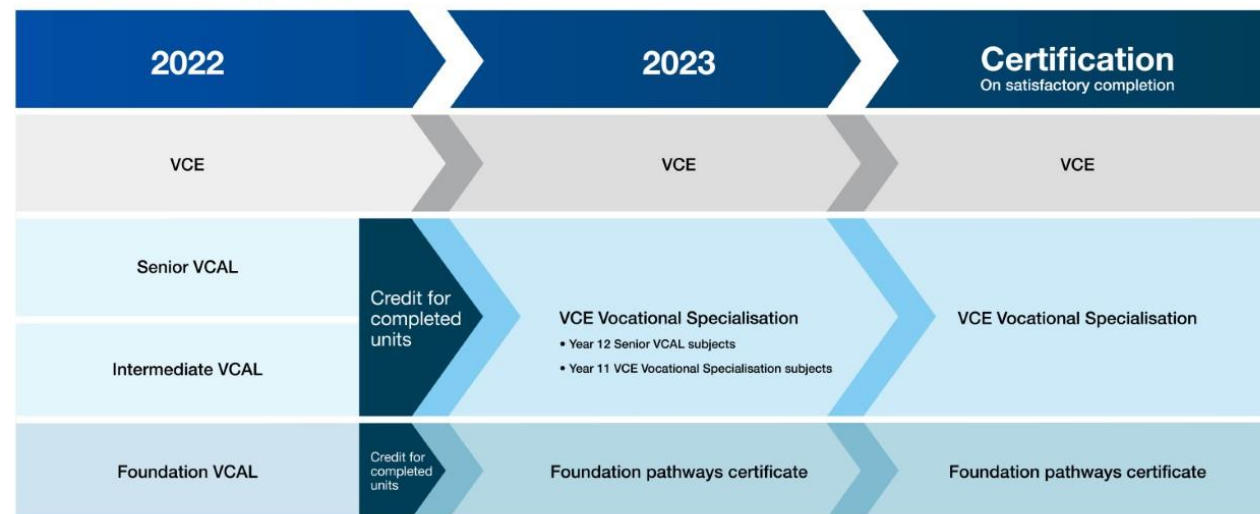 2022
2023
Certification
On satisfactory completion
VCE
VCE
VCE
Senior VCAL
Intermediate VCAL
Credit for
completed
units
VCE Vocational Specialisation
• Year 12 Senior VCAL subjects
• Year 11 VCE Vocational Specialisation subjects
VCE Vocational Specialisation
Foundation VCAL
Credit for
completed
units
Foundation pathways certificate
Foundation pathways certificate